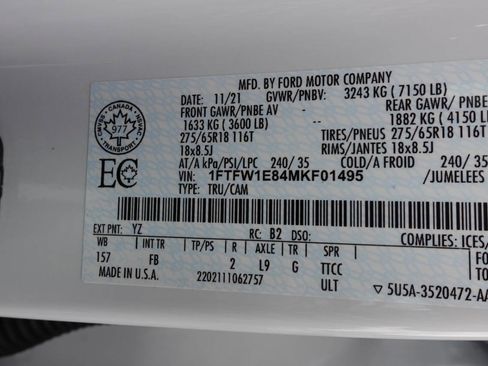 MFD. BY FORD MOTOR COMPANY
11/21 GVWR/PNBV: 3243 KG ( 7150 LB)
FRONT GAWR/PNBE AV REAR GAWR/ PNBE
1633 KG ( 3600 LB) 1882 KG ( 4150 LB
275/65R18 116T TIRES/PNEUS 275/65R18 116T
18x8.5J RIMS/JANTES 18x8.5J
AT/A kPa/PSI/LPC 240/ 35 COLD/A FROID 240/ 35
VIN: 1FTFW1E84MKF01495 /JUMELEES
TYPE: TRU/CAM
CANADA
977
TRANSPORT
CMVSS
NSVAC
EC
EXT PNT: YZ RC: B2 DSO: COMPLIES: ICES/
WB INT TR TP/PS R AXLE TR SPR FO
157 FB 2 L9 G TTCC TO
MADE IN U.S.A. 2202111062757 ULT 5U5A-3520472-AA